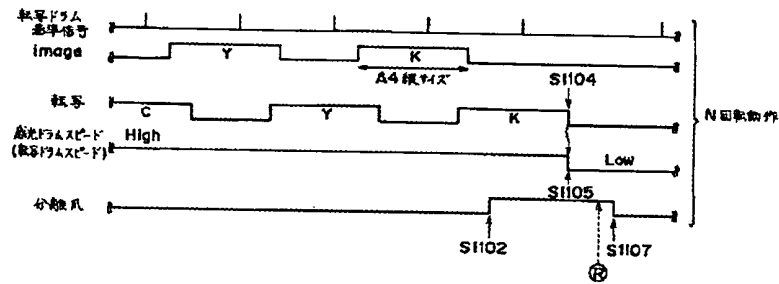 転写ドラム
基準信号
image
Y
K
A4縦サイズ
S1104
転写
C
Y
K
N回転動作
感光ドラムスピード
(転写ドラムスピード)
High
Low
S1105
分離爪
S1102
S1107
R